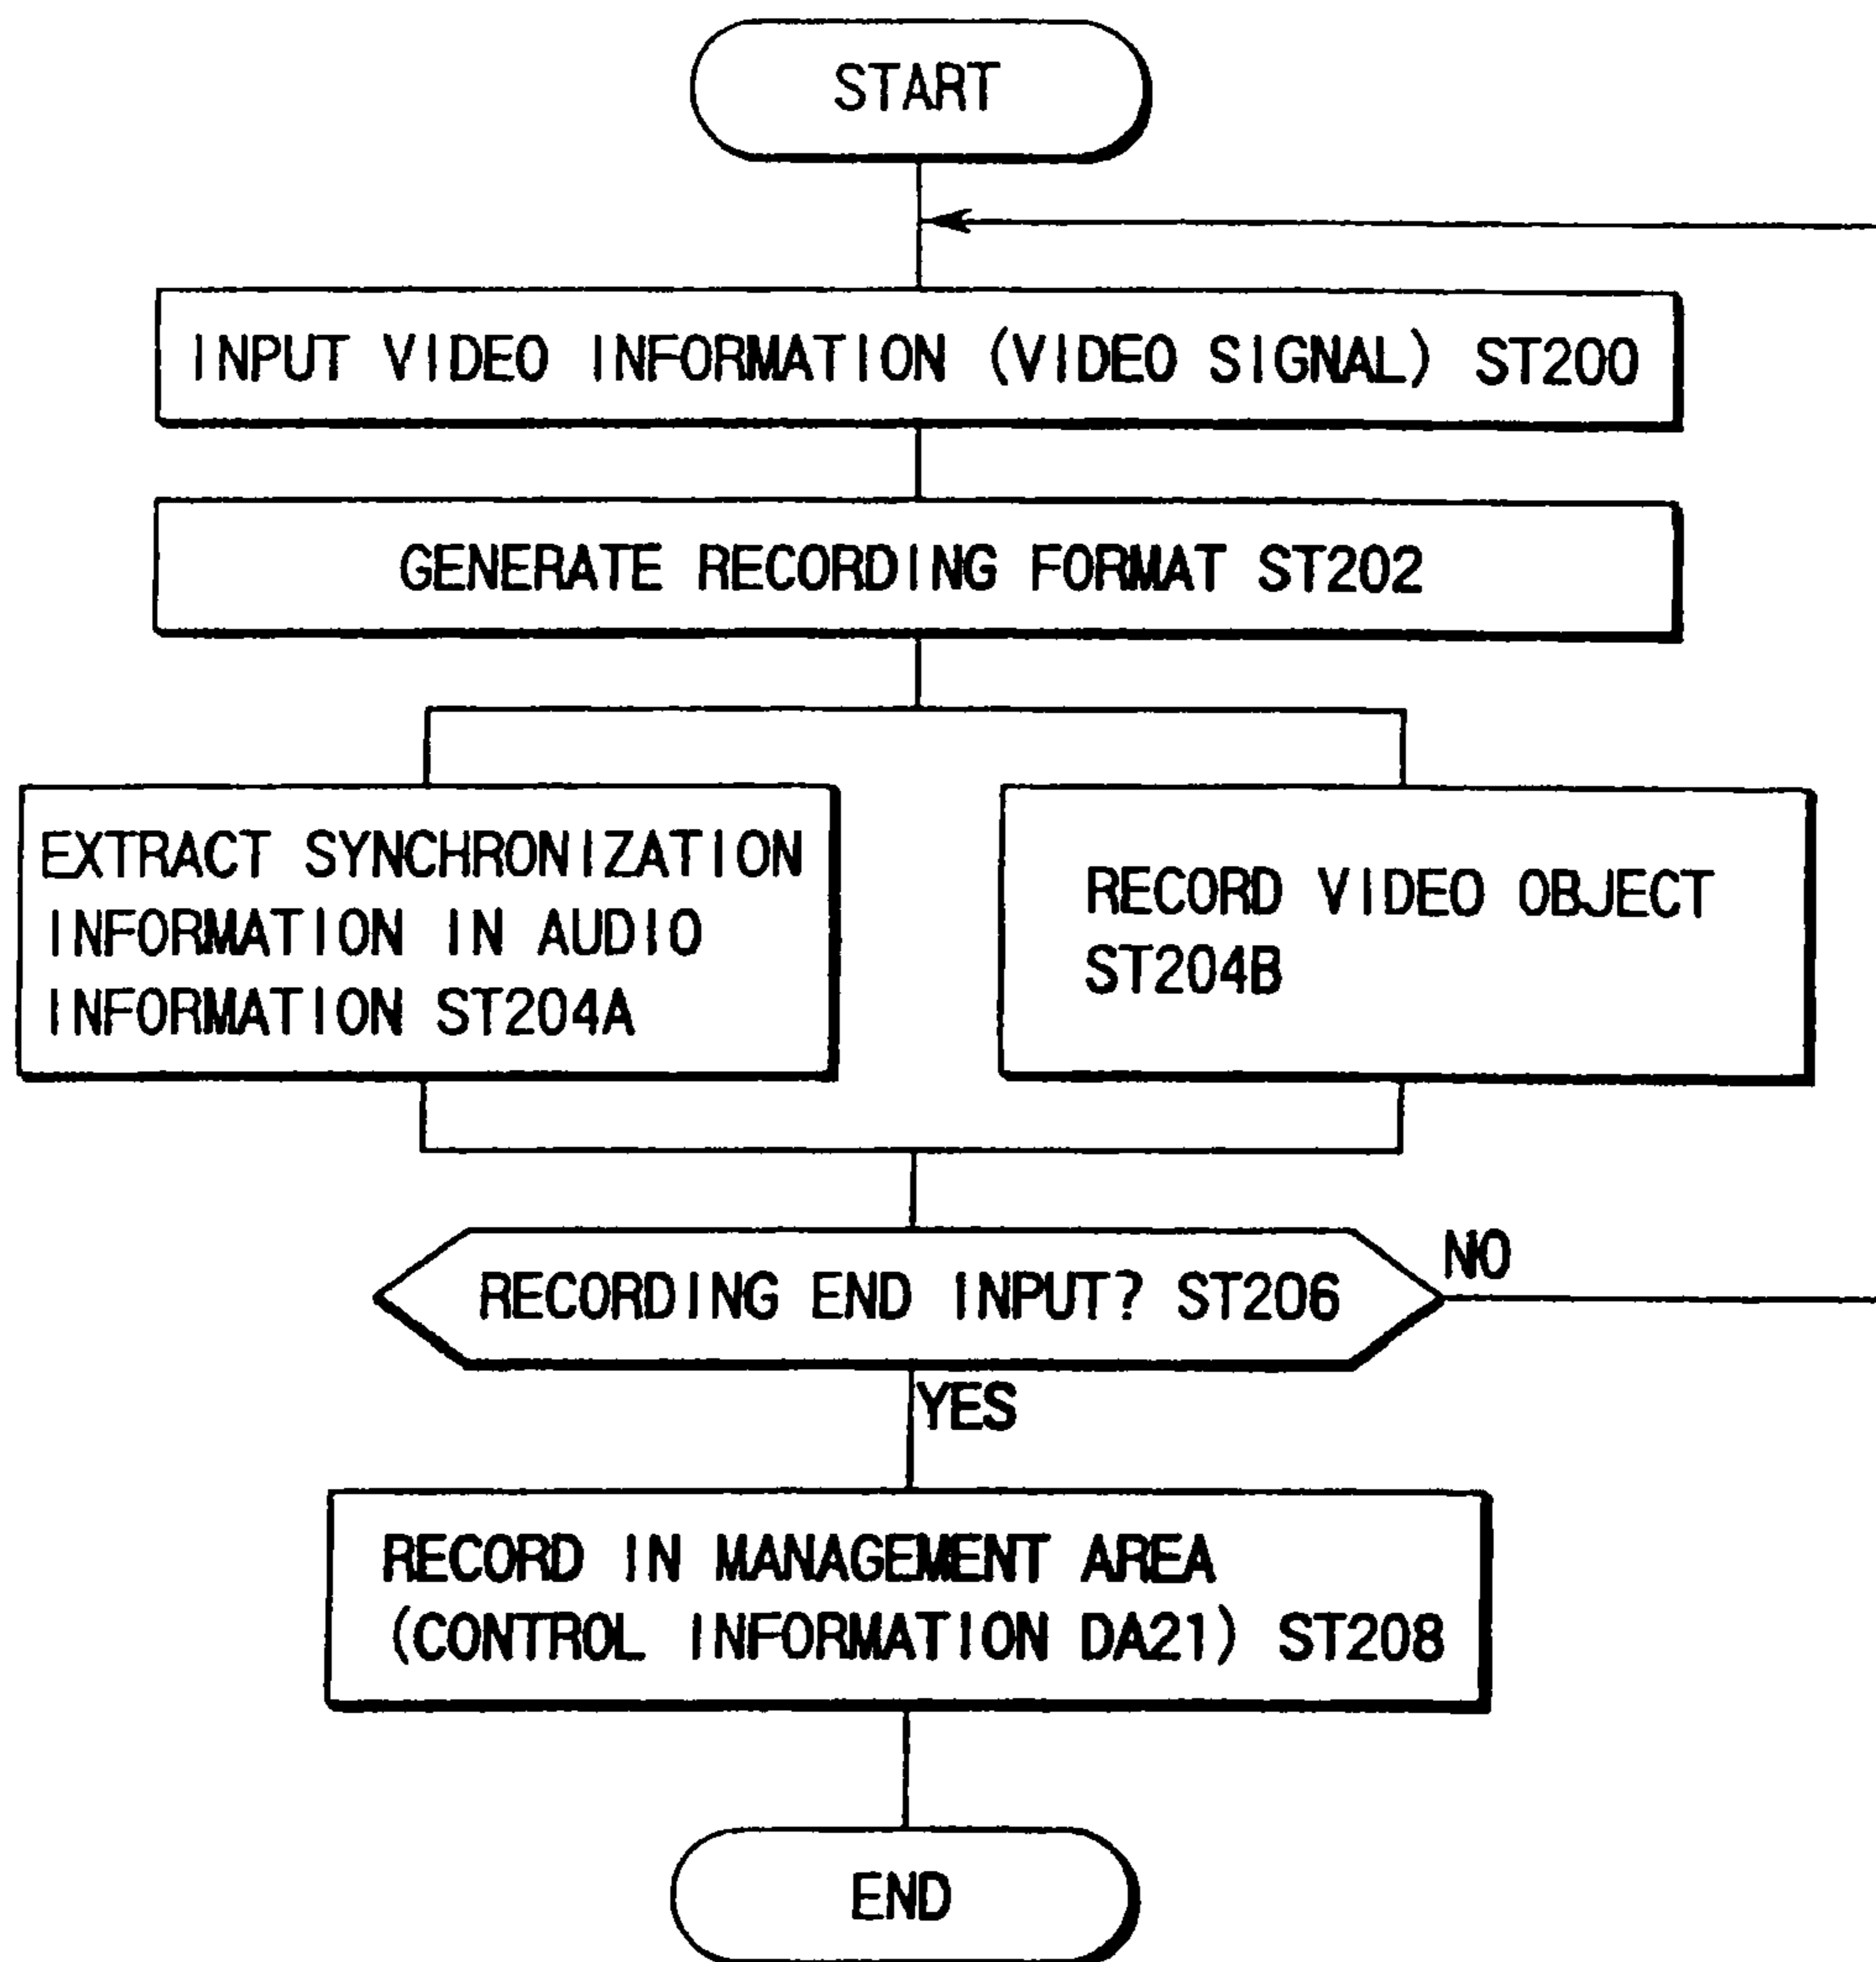 START
INPUT VIDEO INFORMATION (VIDEO SIGNAL) ST200
GENERATE RECORDING FORMAT ST202
EXTRACT SYNCHRONIZATION
INFORMATION IN AUDIO
INFORMATION ST204A
RECORD VIDEO OBJECT
ST204B
RECORDING END INPUT? ST206
NO
YES
RECORD IN MANAGEMENT AREA
(CONTROL INFORMATION DA21) ST208
END